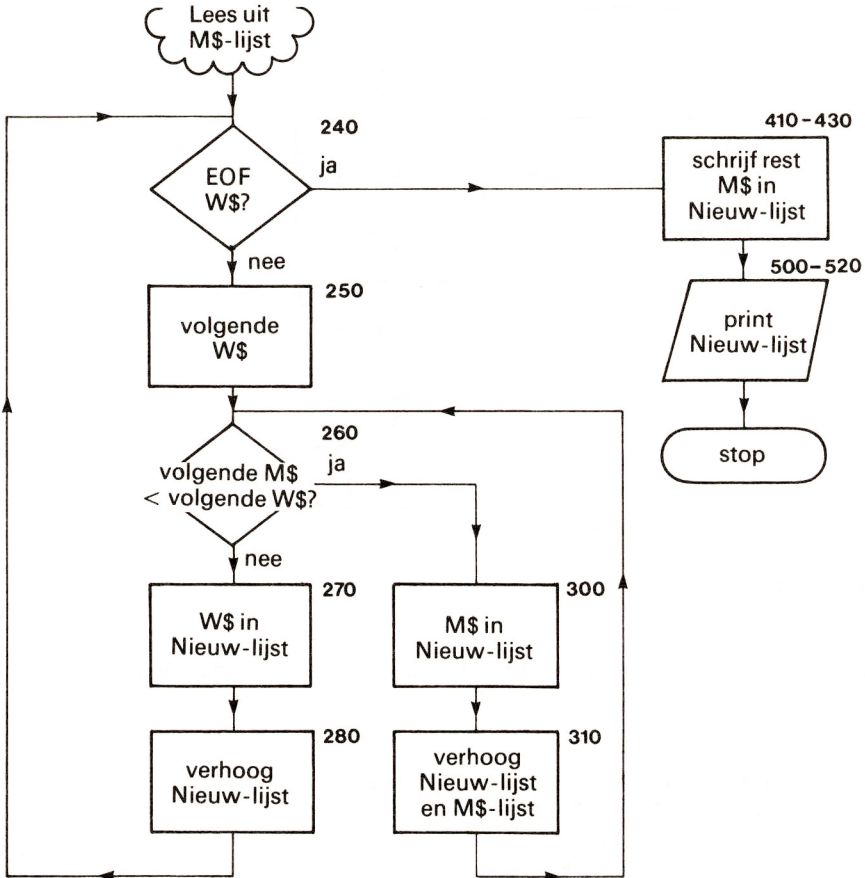 Lees uit
M$-lijst
240
ja
EOF
W$?
nee
410-430
schrijf rest
M$ in
Nieuw-lijst
500-520
print
Nieuw-lijst
stop
250
volgende
W$
260
ja
volgende M$
< volgende W$?
nee
270
W$ in
Nieuw-lijst
300
M$ in
Nieuw-lijst
280
verhoog
Nieuw-lijst
310
verhoog
Nieuw-lijst
en M$-lijst